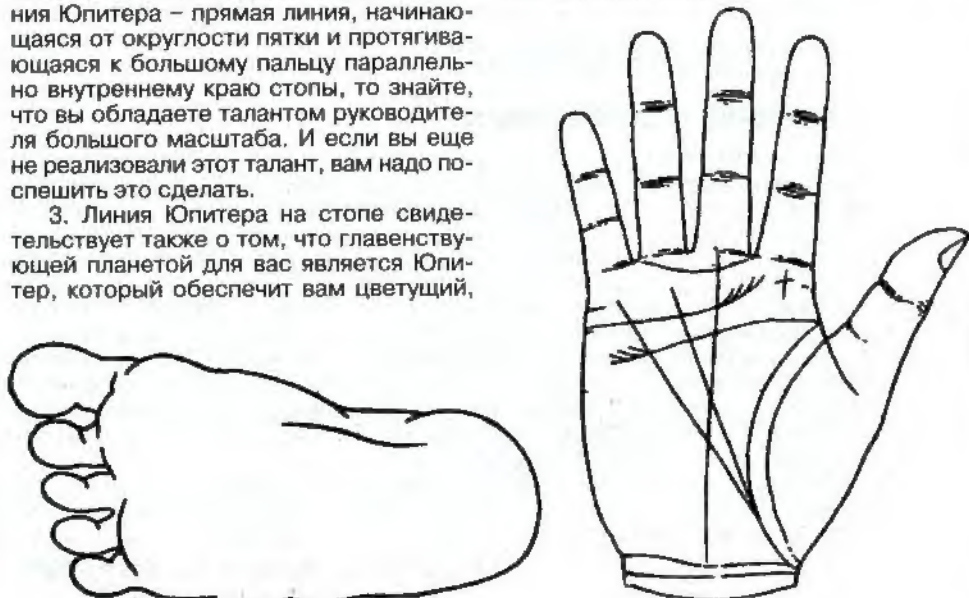 ния Юпитера – прямая линия, начинаю-
щаяся от округлости пятки и протягива-
ющаяся к большому пальцу параллель-
но внутреннему краю стопы, то знайте,
что вы обладаете талантом руководите-
ля большого масштаба. И если вы еще
не реализовали этот талант, вам надо по-
спешить это сделать.
3. Линия Юпитера на стопе свиде-
тельствует также о том, что главенству-
ющей планетой для вас является Юпи-
тер, который обеспечит вам цветущий,